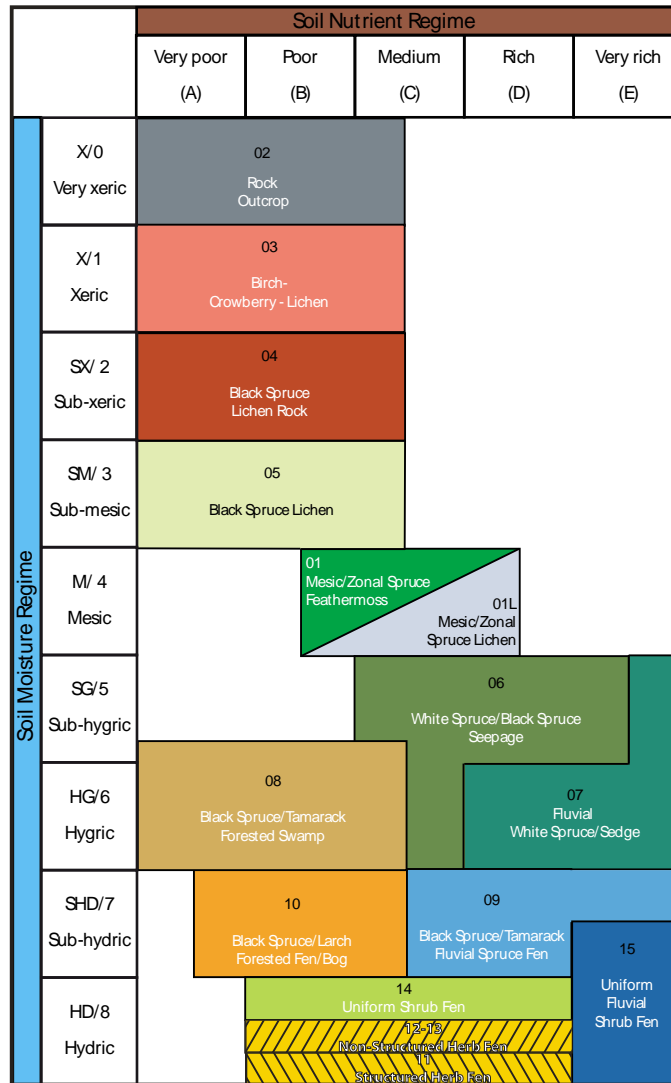 Soil Nutrient Regime
Very poor
(A)
Poor
(B)
Medium
(C)
Rich
(D)
Very rich
(E)
Soil Moisture Regime
X/0
Very xeric
02
Rock
Outcrop
X/1
Xeric
03
Birch-
Crowberry - Lichen
SX/ 2
Sub-xeric
04
Black Spruce
Lichen Rock
SM/ 3
Sub-mesic
05
Black Spruce Lichen
M/ 4
Mesic
01
Mesic/Zonal Spruce
Feathermoss
01L
Mesic/Zonal
Spruce Lichen
SG/5
Sub-hygric
06
White Spruce/Black Spruce
Seepage
HG/6
Hygric
08
Black Spruce/Tamarack
Forested Swamp
07
Fluvial
White Spruce/Sedge
SHD/7
Sub-hydric
10
Black Spruce/Larch
Forested Fen/Bog
09
Black Spruce/Tamarack
Fluvial Spruce Fen
15
Uniform
Fluvial
Shrub Fen
HD/8
Hydric
14
Uniform Shrub Fen
12-13
Non-Structured Herb Fen
11
Structured Herb Fen